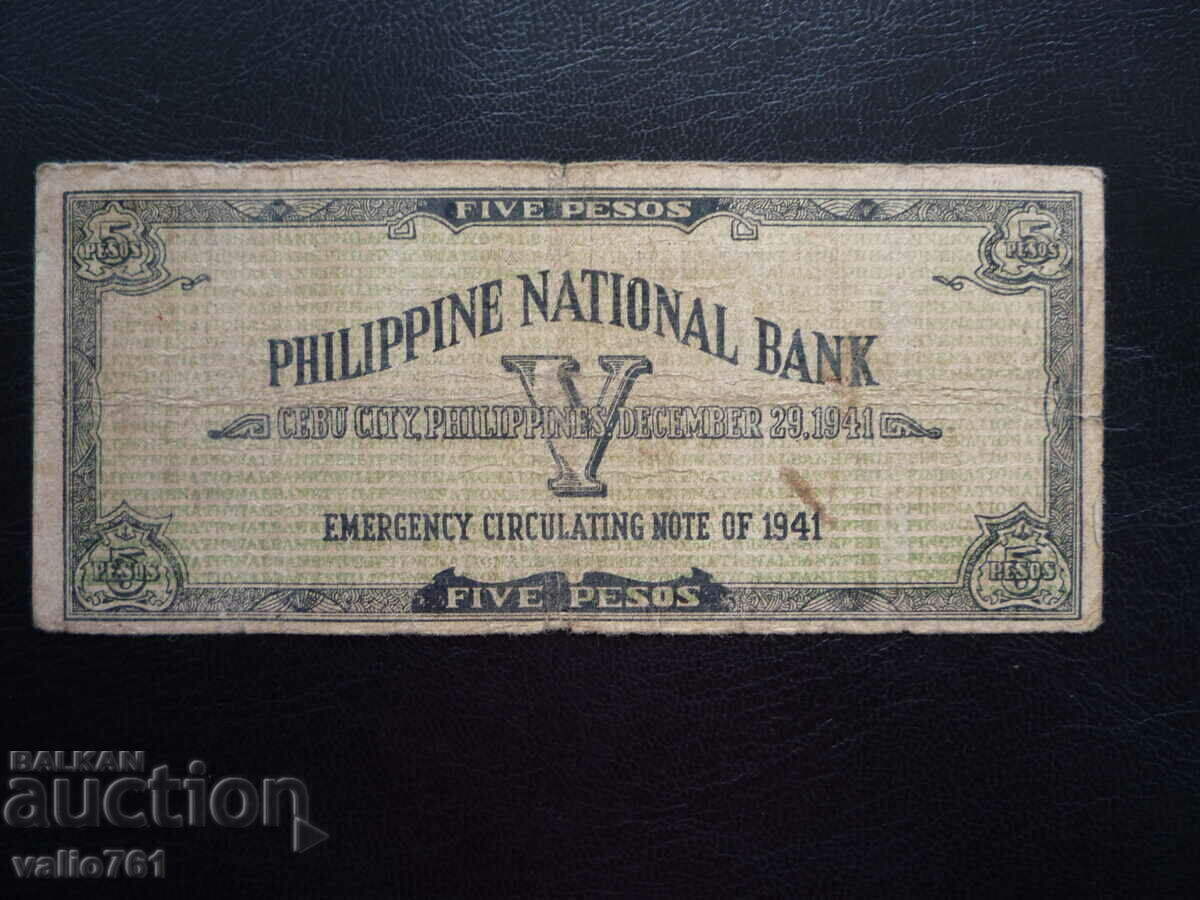 FIVE PESOS
5 PESOS
5 PESOS
PHILIPPINE NATIONAL BANK
V
CEBU CITY, PHILIPPINES, DECEMBER 29, 1941
EMERGENCY CIRCULATING NOTE OF 1941
5 PESOS
5 PESOS
FIVE PESOS
BALKAN
auction
valio761